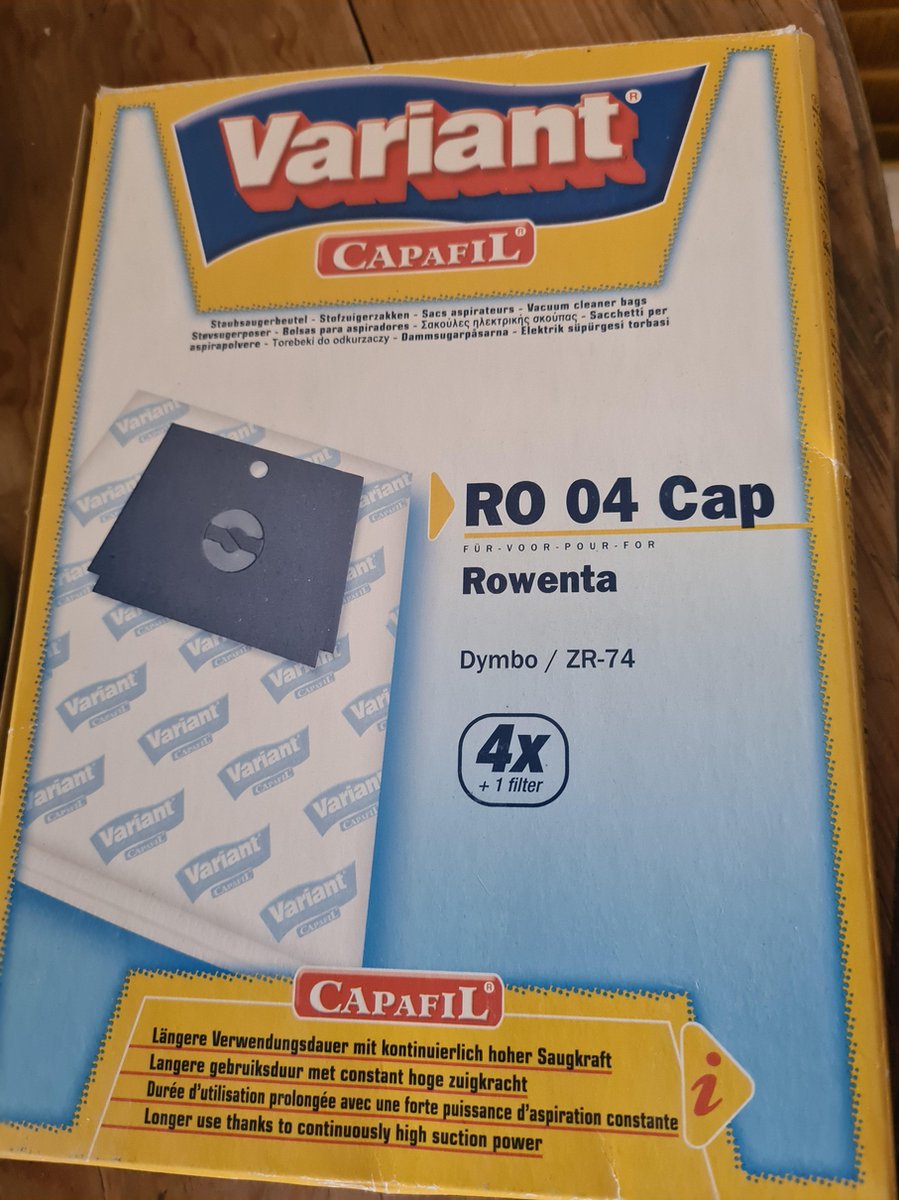 Variant®
CAPAFIL®
Staubsaugerbeutel - Stofzuigerzakken - Sacs aspirateurs - Vacuum cleaner bags
Støvsugerposer - Bolsas para aspiradores - Σακούλες ηλεκτρικής σκούπας - Sacchetti per
aspirapolvere - Torebeki do odkurzaczy - Dammsugarpåsarna - Elektrik süpürgesi torbasi
RO 04 Cap
FÜR-VOOR-POUR-FOR
Rowenta
Dymbo / ZR-74
4x
+ 1 filter
CAPAFIL®
Längere Verwendungsdauer mit kontinuierlich hoher Saugkraft
Langere gebruiksduur met constant hoge zuigkracht
Durée d'utilisation prolongée avec une forte puissance d'aspiration constante
Longer use thanks to continuously high suction power
i